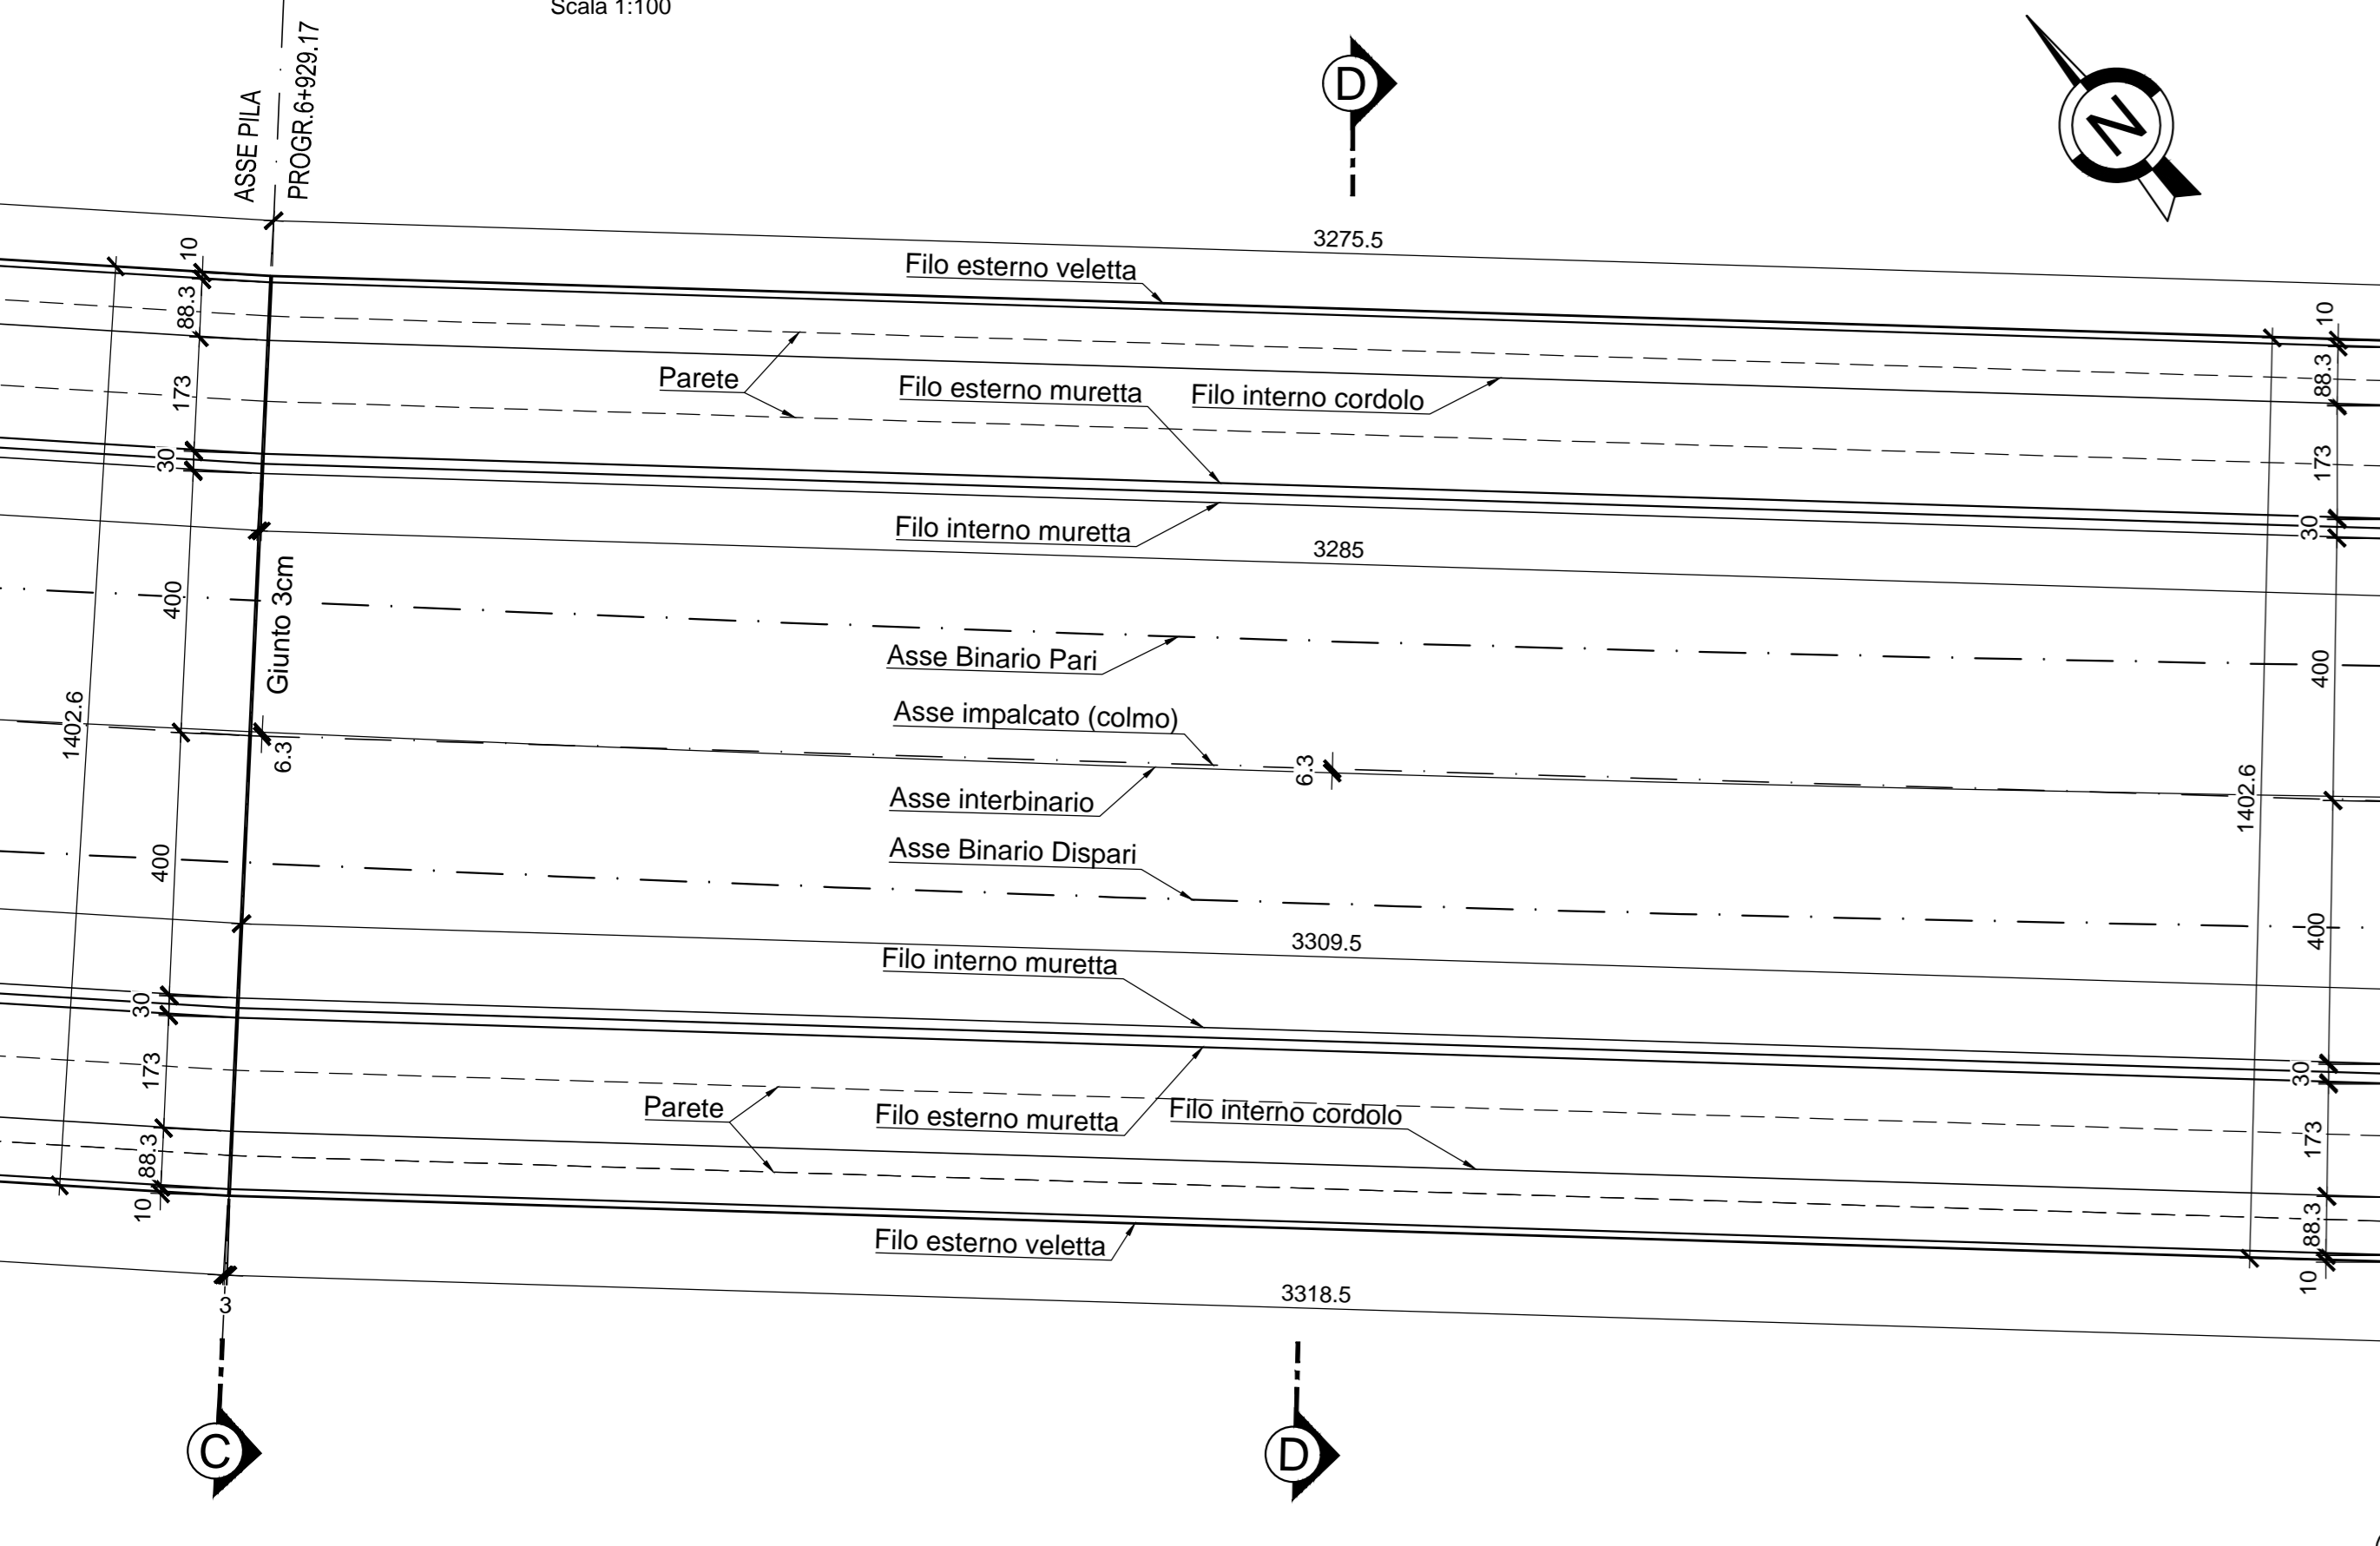 Scala 1:100
ASSE PILA
PROGR.6+929.17
D
N
3275.5
Filo esterno veletta
10
10
88.3
88.3
Parete
Filo esterno muretta
Filo interno cordolo
173
173
30
30
Filo interno muretta
3285
Giunto 3cm
400
400
Asse Binario Pari
1402.6
Asse impalcato (colmo)
6.3
6.3
1402.6
Asse interbinario
Asse Binario Dispari
400
400
3309.5
Filo interno muretta
30
30
173
173
Parete
Filo esterno muretta
Filo interno cordolo
88.3
88.3
10
10
Filo esterno veletta
3
3318.5
C
D